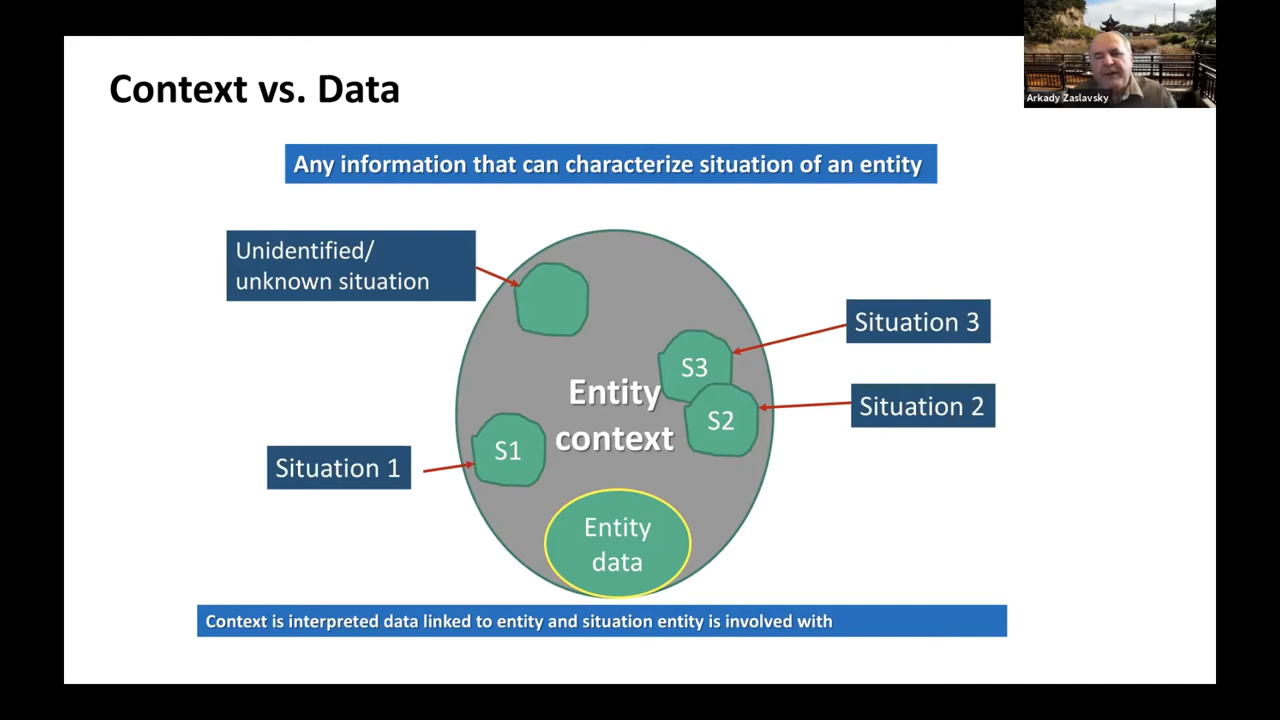 Arkady Zaslavsky
Context vs. Data
Any information that can characterize situation of an entity
Unidentified/
unknown situation
Situation 3
S3
Entity
context
Situation 2
S2
S1
Situation 1
Entity
data
Context is interpreted data linked to entity and situation entity is involved with